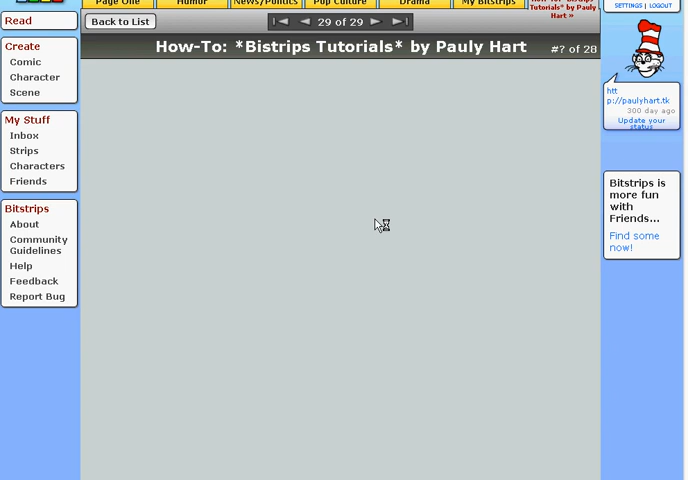 Page One
Humor
News/Politics
Pop Culture
Drama
My Bitstrips
How-To: *Bistrips
Tutorials* by Pauly
Hart »
SETTINGS | LOGOUT
Back to List
29 of 29
How-To: *Bistrips Tutorials* by Pauly Hart
#? of 28
Read
Create
Comic
Character
Scene
My Stuff
Inbox
Strips
Characters
Friends
Bitstrips
About
Community
Guidelines
Help
Feedback
Report Bug
htt
p://paulyhart.tk
300 day ago
Update your
status
Bitstrips is
more fun
with
Friends...
Find some
now!